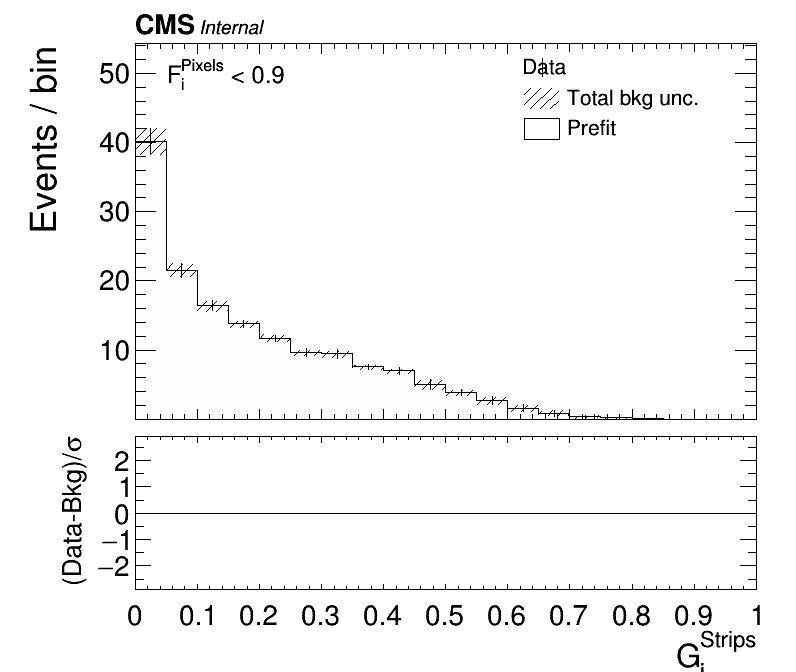 CMS Internal
F_i^Pixels < 0.9
Data
Total bkg unc.
Prefit
Events / bin
50
40
30
20
10
(Data-Bkg)/σ
2
1
0
−1
−2
0 0.1 0.2 0.3 0.4 0.5 0.6 0.7 0.8 0.9 1
G_i^Strips